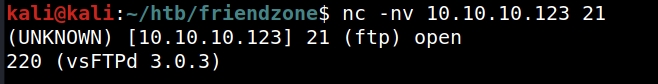 kali@kali:~/htb/friendzone$ nc -nv 10.10.10.123 21
(UNKNOWN) [10.10.10.123] 21 (ftp) open
220 (vsFTPd 3.0.3)